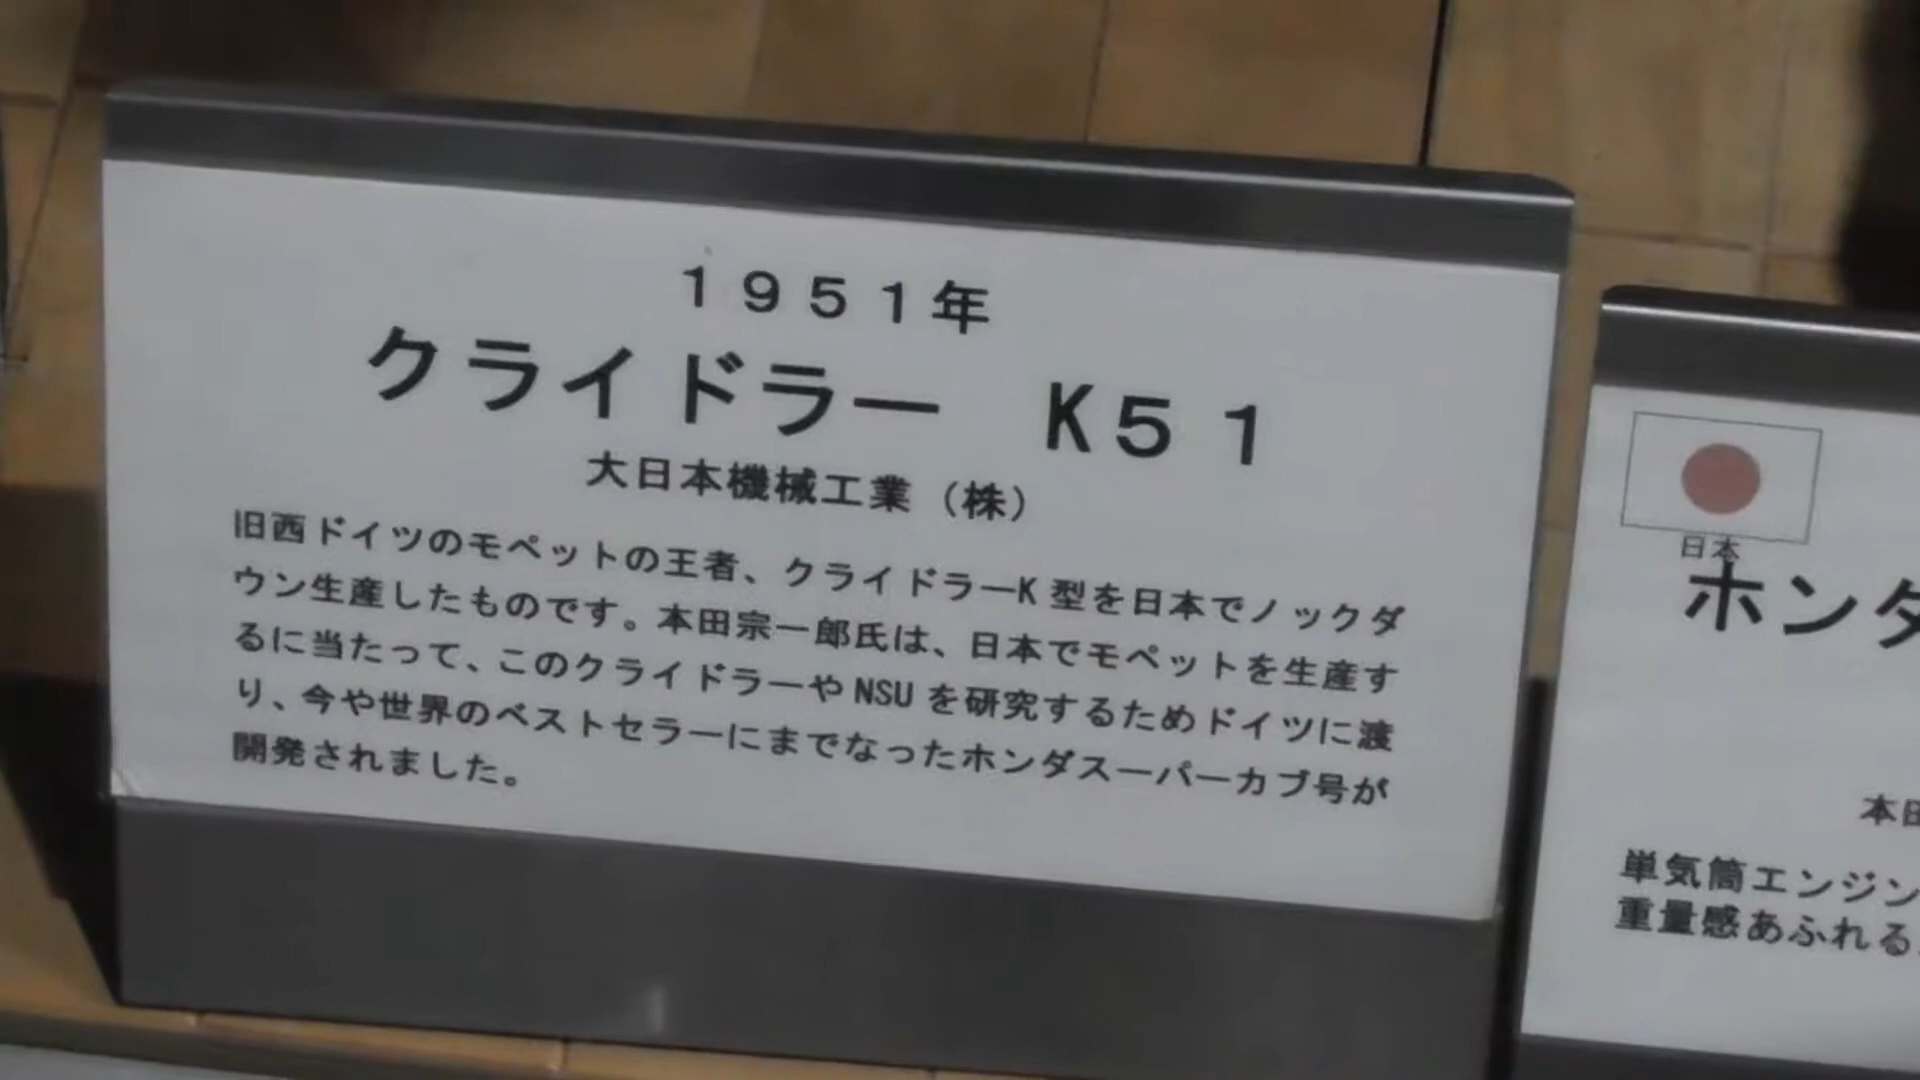 1951年
クライドラー K51
大日本機械工業（株）
旧西ドイツのモペットの王者、クライドラーK型を日本でノックダ
ウン生産したものです。本田宗一郎氏は、日本でモペットを生産す
るに当たって、このクライドラーやNSUを研究するためドイツに渡
り、今や世界のベストセラーにまでなったホンダスーパーカブ号が
開発されました。
日本
ホンダ
本田
単気筒エンジン
重量感あふれる